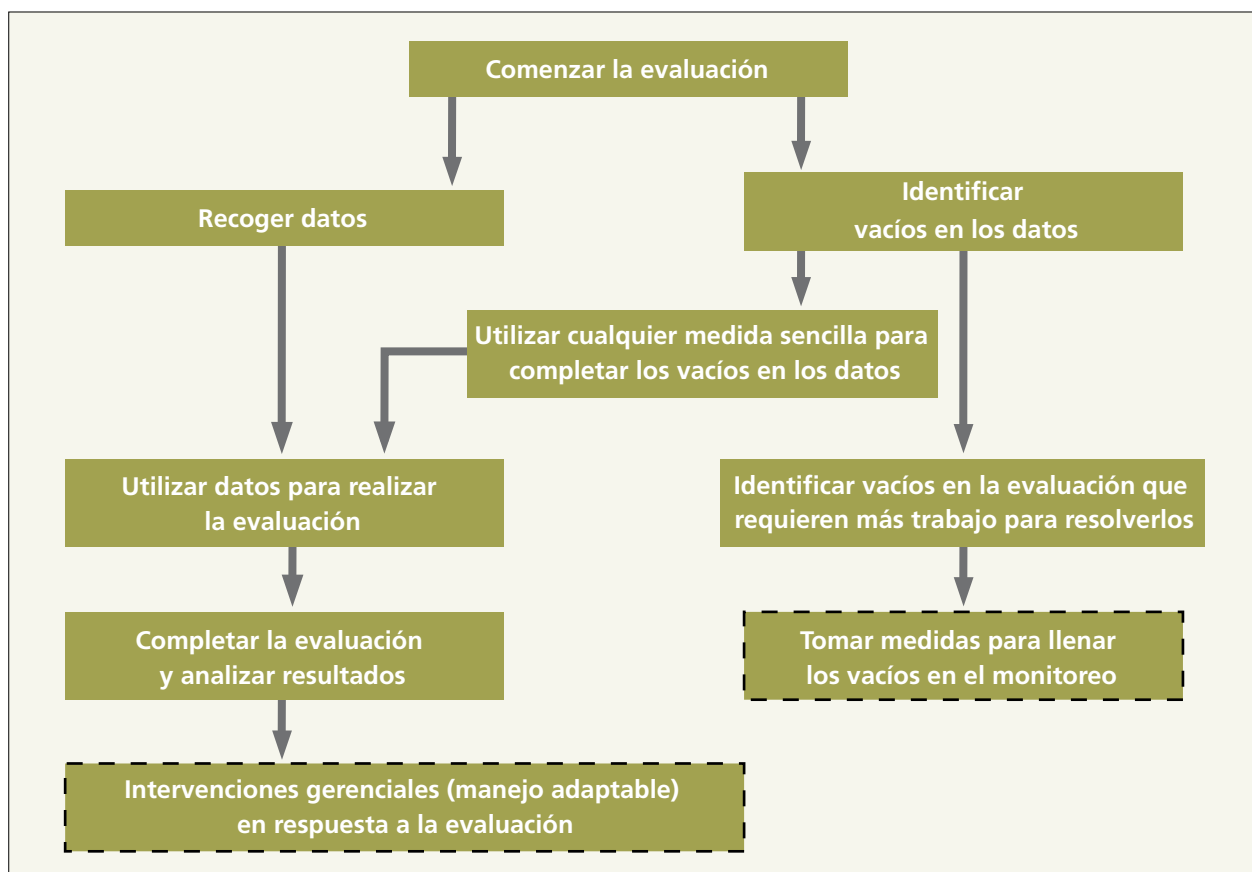 Comenzar la evaluación
Recoger datos
Identificar
vacíos en los datos
Utilizar cualquier medida sencilla para
completar los vacíos en los datos
Utilizar datos para realizar
la evaluación
Identificar vacíos en la evaluación que
requieren más trabajo para resolverlos
Completar la evaluación
y analizar resultados
Tomar medidas para llenar
los vacíos en el monitoreo
Intervenciones gerenciales (manejo adaptable)
en respuesta a la evaluación